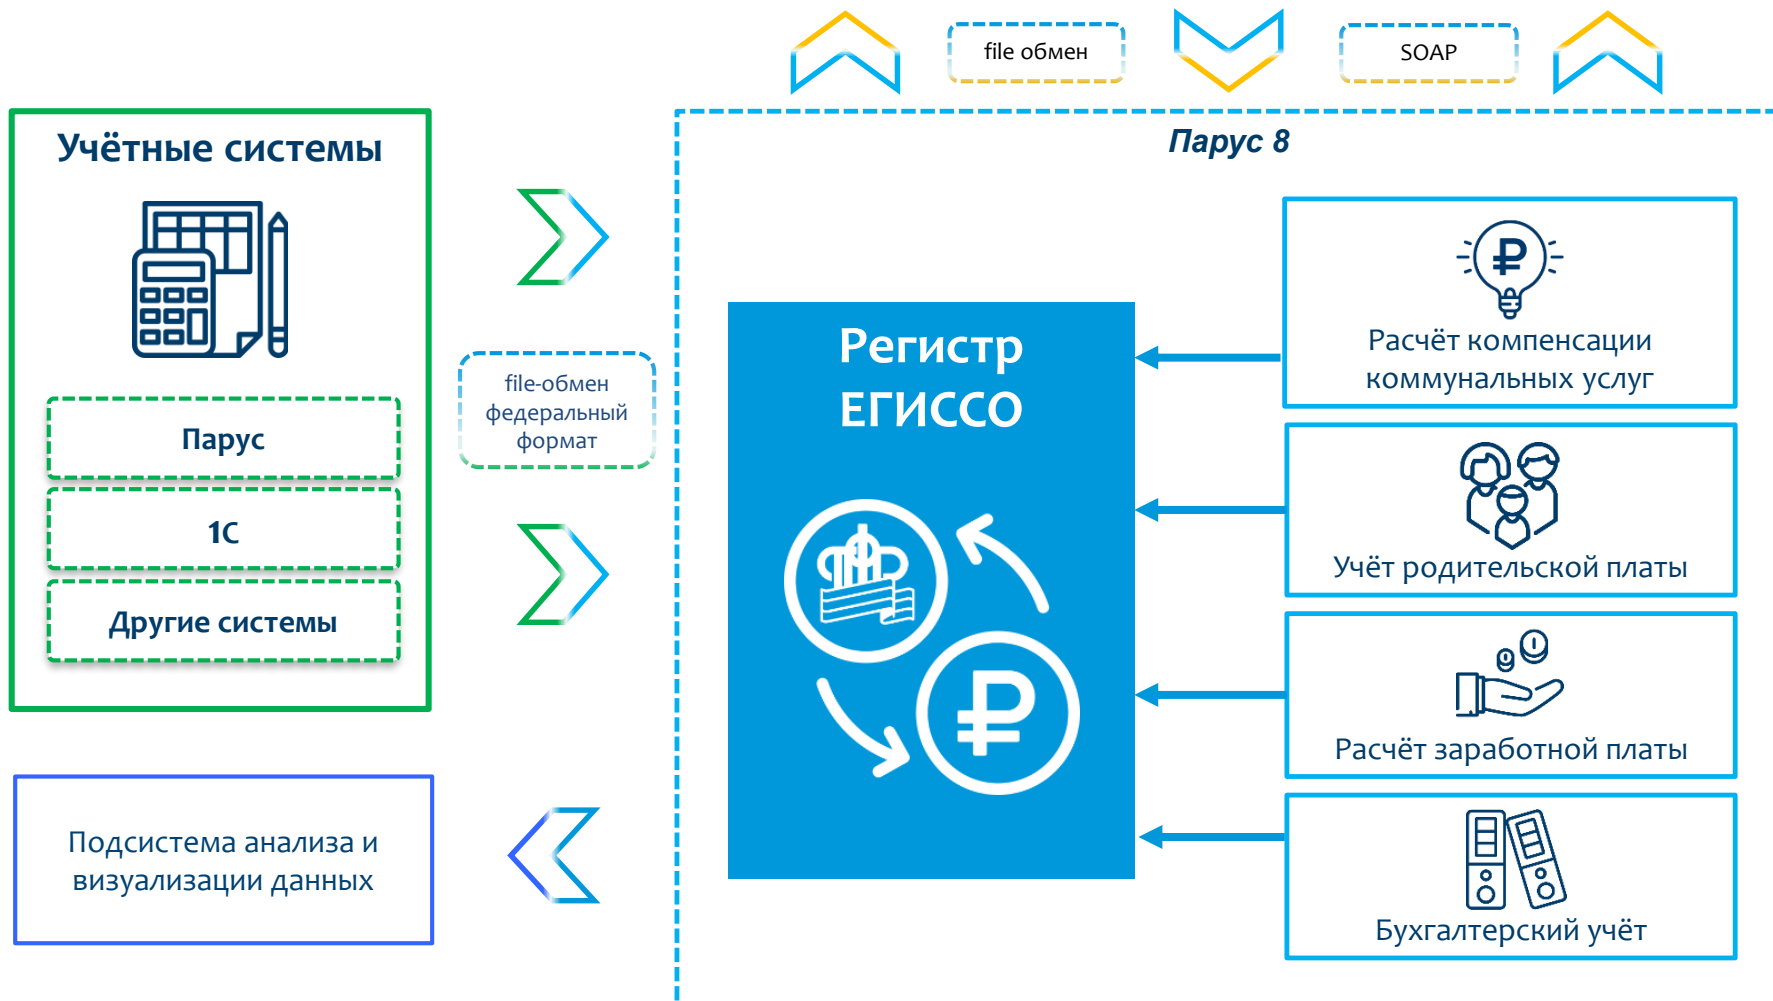 file обмен
SOAP
Парус 8
Учётные системы
Парус
1С
Другие системы
file-обмен
федеральный
формат
Регистр
ЕГИССО
Расчёт компенсации
коммунальных услуг
Учёт родительской платы
Расчёт заработной платы
Бухгалтерский учёт
Подсистема анализа и
визуализации данных